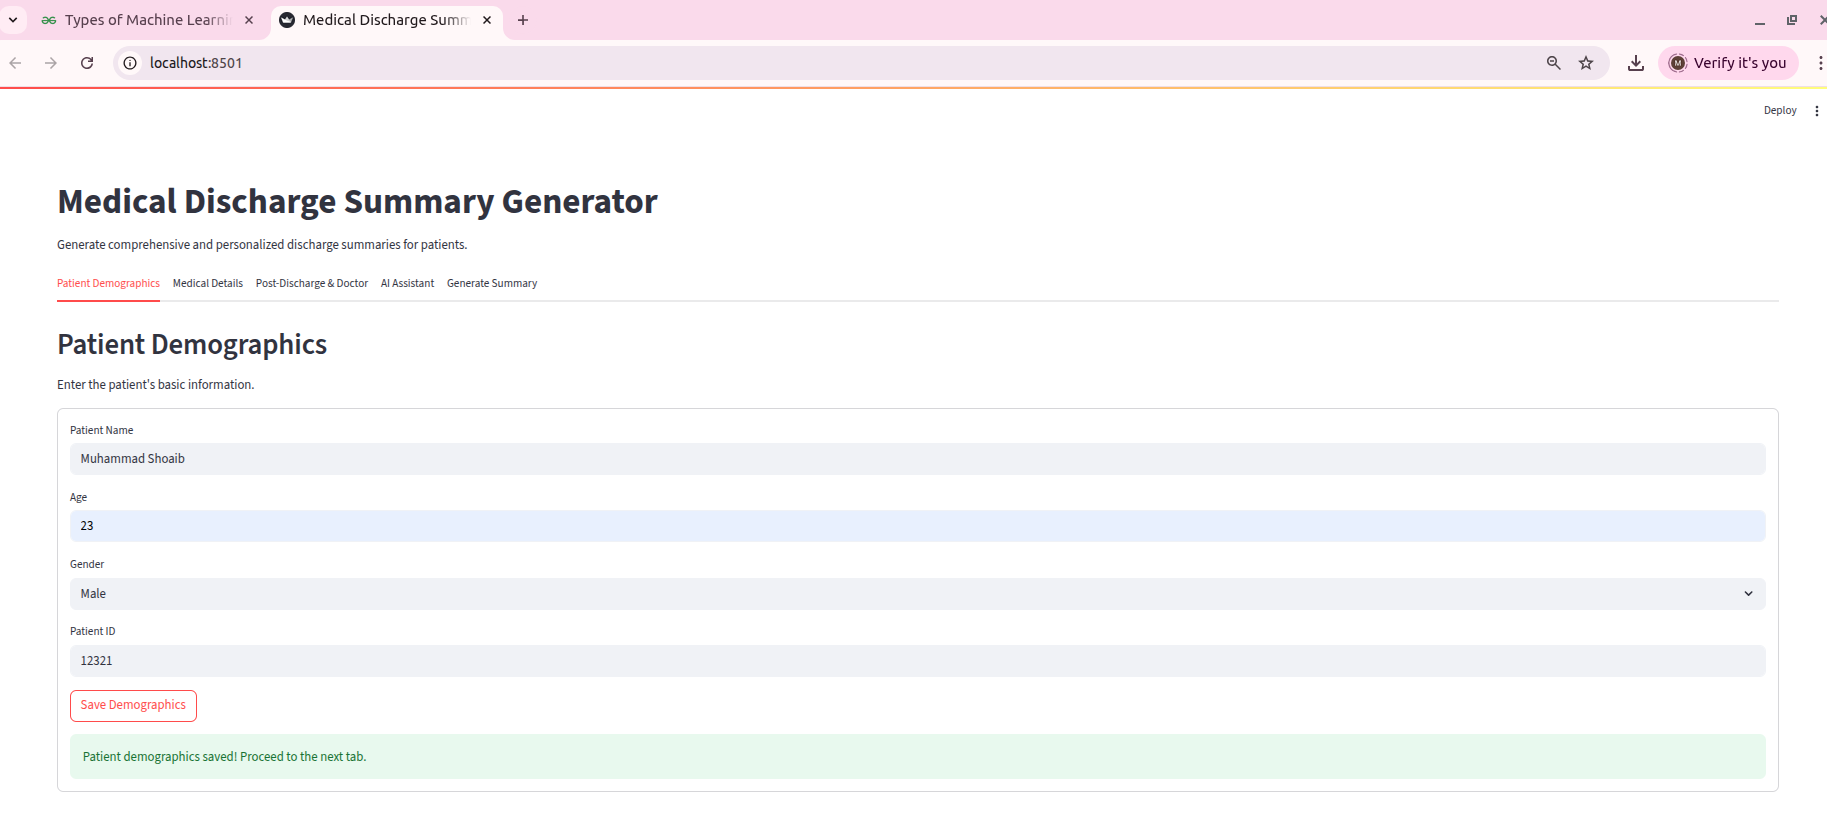 Types of Machine Learni
Medical Discharge Summ
localhost:8501
M
Verify it's you
Deploy
Medical Discharge Summary Generator
Generate comprehensive and personalized discharge summaries for patients.
Patient Demographics Medical Details Post-Discharge & Doctor AI Assistant Generate Summary
Patient Demographics
Enter the patient's basic information.
Patient Name
Muhammad Shoaib
Age
23
Gender
Male
Patient ID
12321
Save Demographics
Patient demographics saved! Proceed to the next tab.